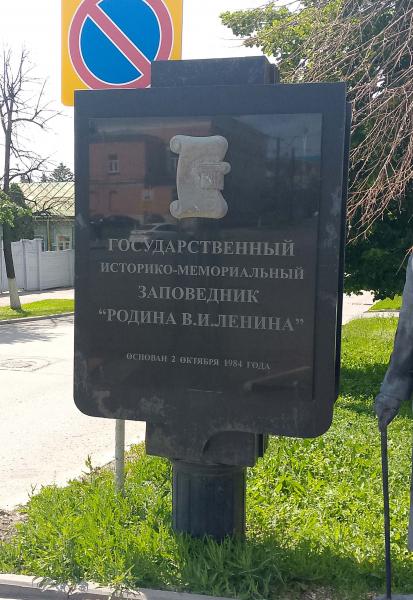 ГОСУДАРСТВЕННЫЙ
ИСТОРИКО-МЕМОРИАЛЬНЫЙ
ЗАПОВЕДНИК
“РОДИНА В.И.ЛЕНИНА”
ОСНОВАН 2 ОКТЯБРЯ 1984 ГОДА